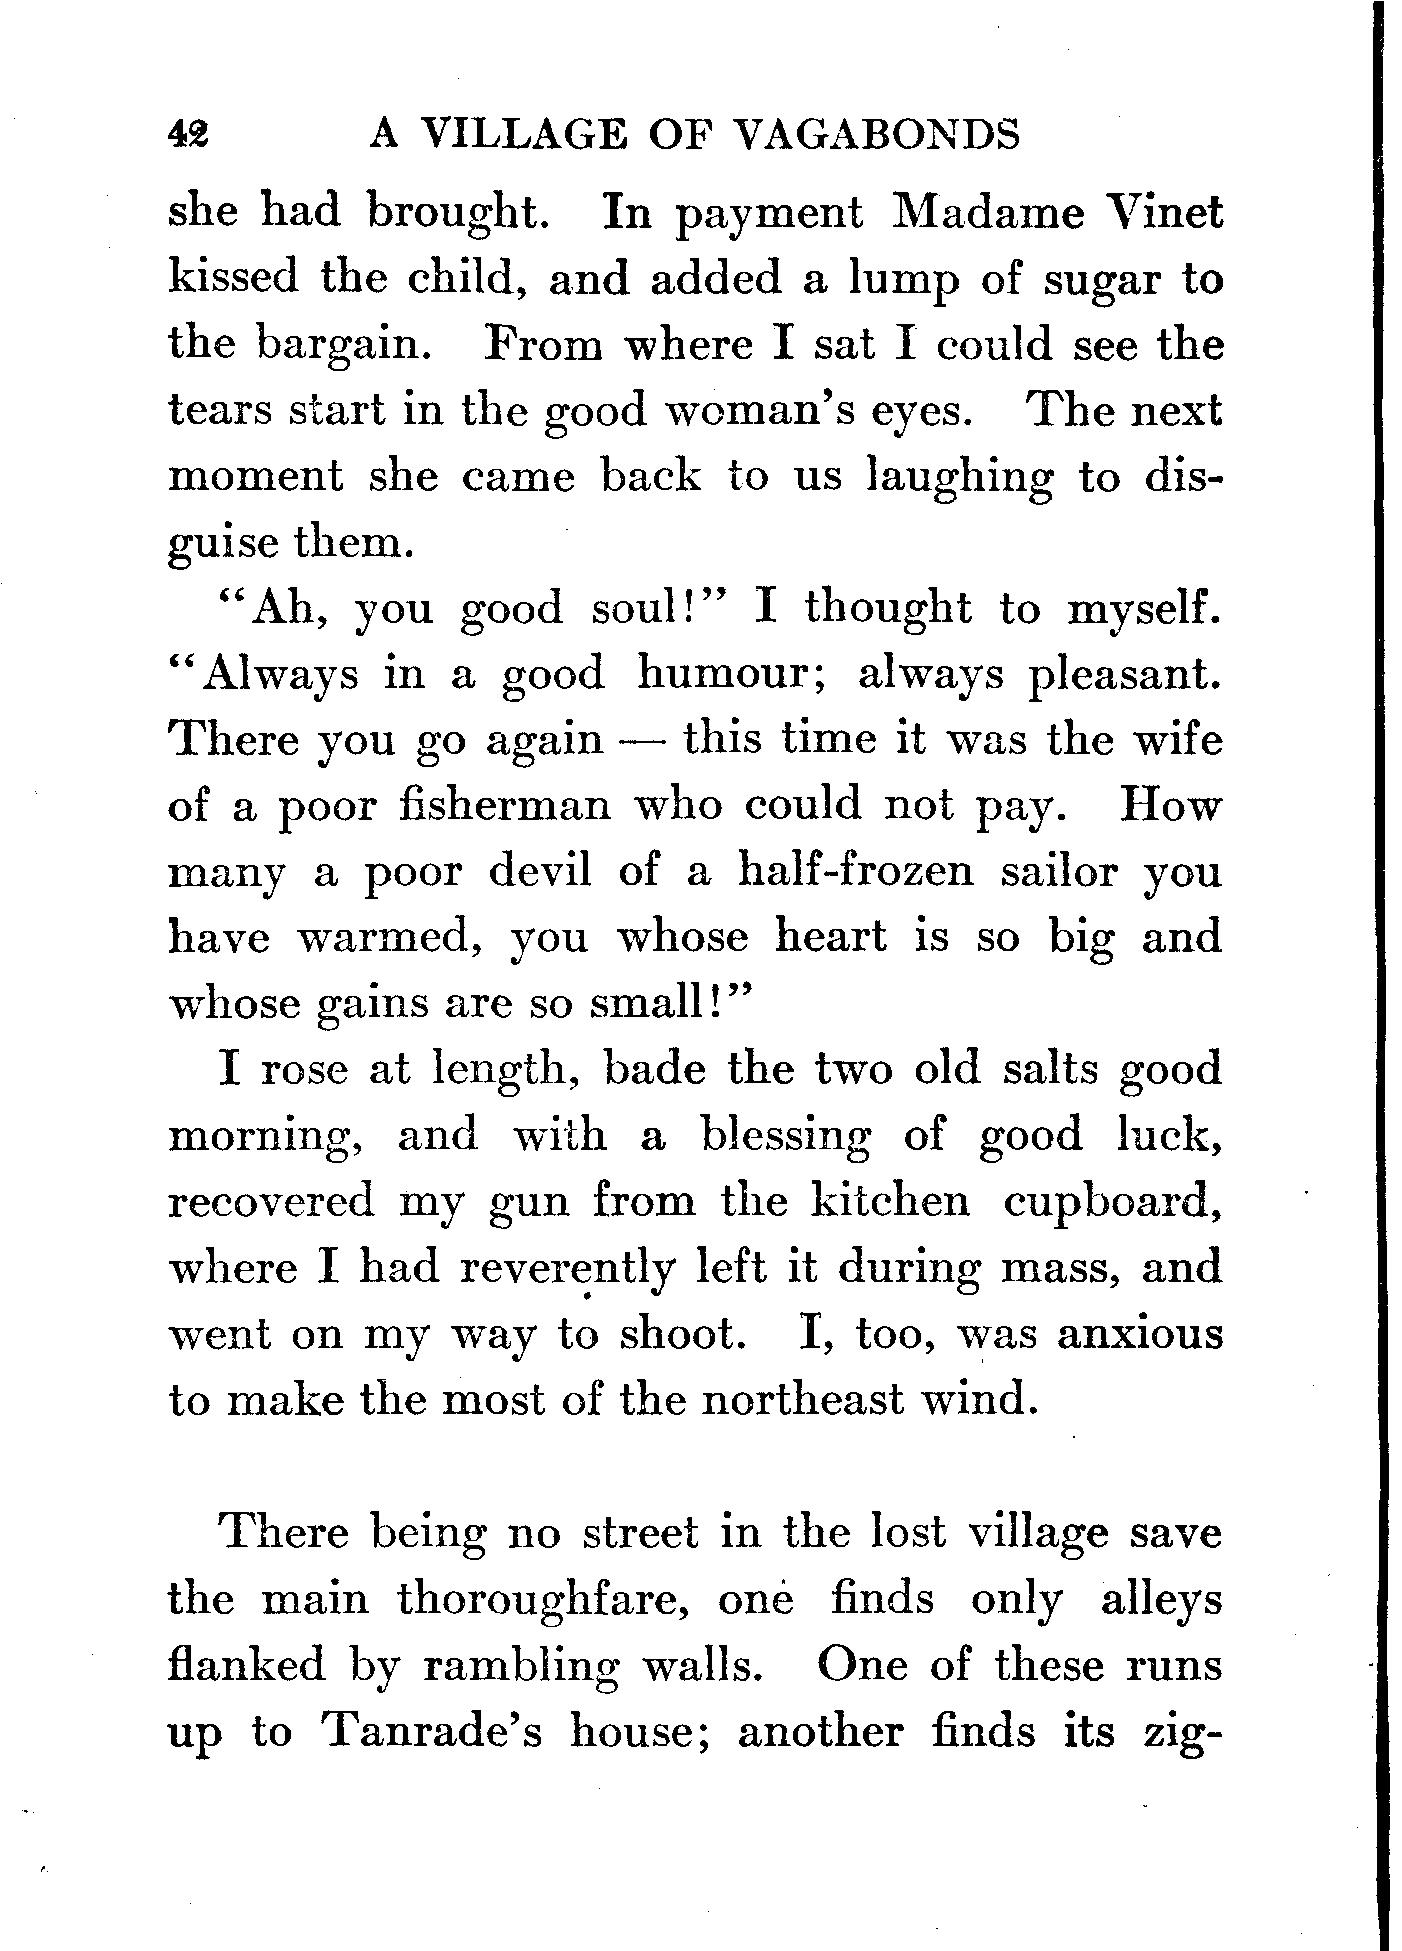 42 A VILLAGE OF VAGABONDS
she had brought. In payment Madame Vinet
kissed the child, and added a lump of sugar to
the bargain. From where I sat I could see the
tears start in the good woman's eyes. The next
moment she came back to us laughing to dis-
guise them.
“Ah, you good soul!” I thought to myself.
“Always in a good humour; always pleasant.
There you go again — this time it was the wife
of a poor fisherman who could not pay. How
many a poor devil of a half-frozen sailor you
have warmed, you whose heart is so big and
whose gains are so small!”
I rose at length, bade the two old salts good
morning, and with a blessing of good luck,
recovered my gun from the kitchen cupboard,
where I had reverently left it during mass, and
went on my way to shoot. I, too, was anxious
to make the most of the northeast wind.
There being no street in the lost village save
the main thoroughfare, one finds only alleys
flanked by rambling walls. One of these runs
up to Tanrade's house; another finds its zig-